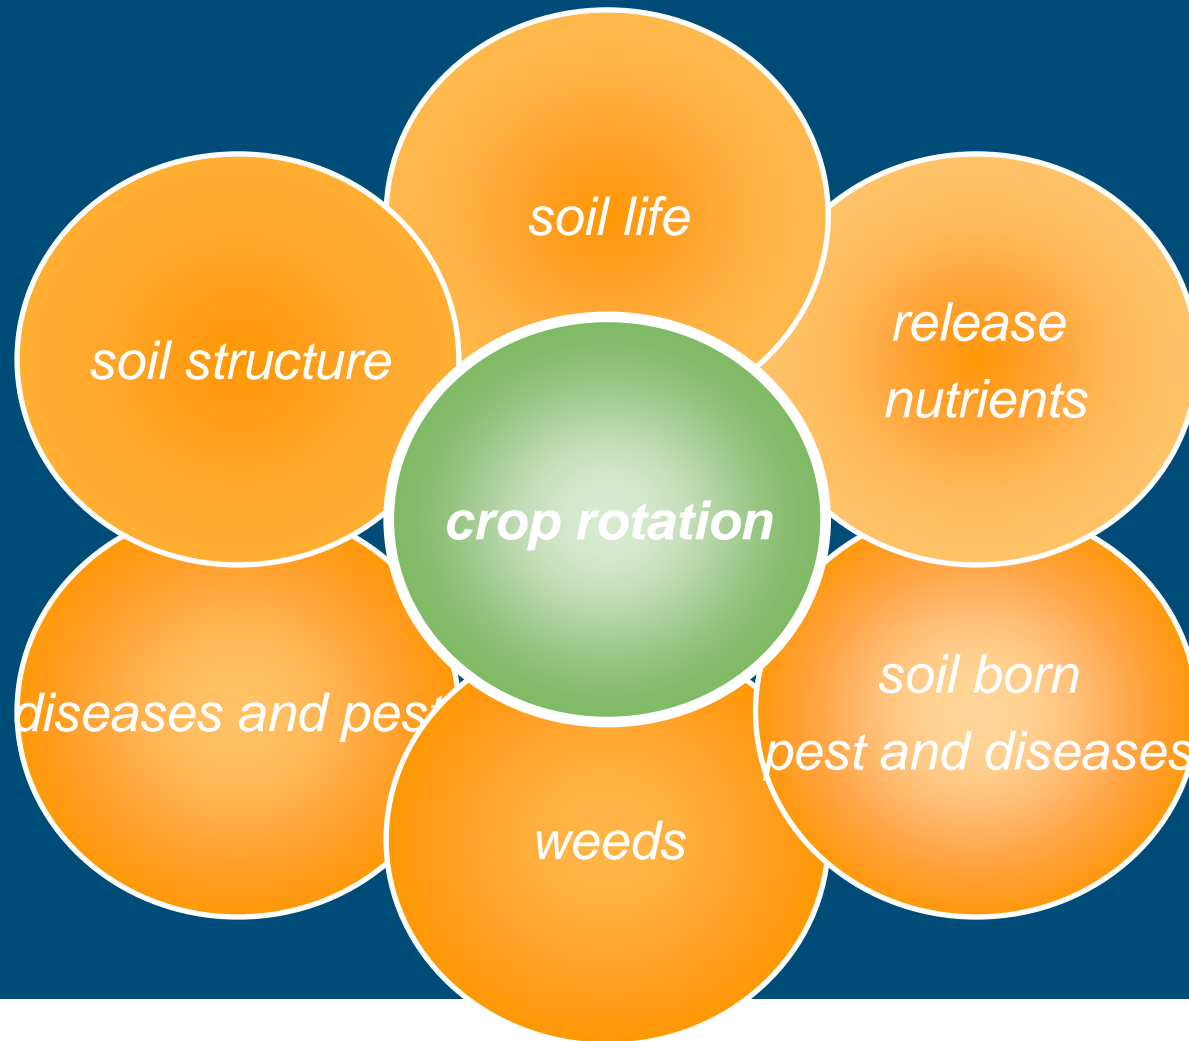 soil life
release
nutrients
soil structure
crop rotation
soil born
pest and diseases
diseases and pest
weeds